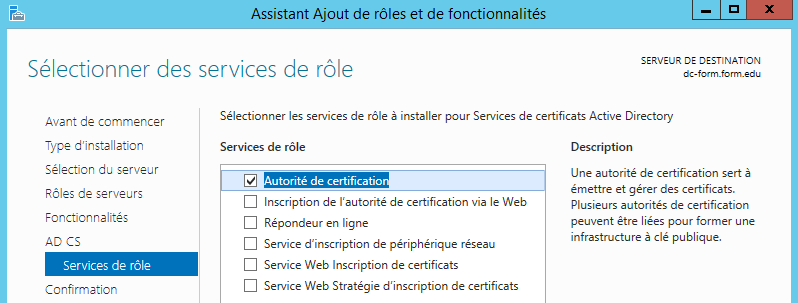 Assistant Ajout de rôles et de fonctionnalités
Sélectionner des services de rôle
SERVEUR DE DESTINATION
dc-form.form.edu
Avant de commencer
Type d'installation
Sélection du serveur
Rôles de serveurs
Fonctionnalités
AD CS
Services de rôle
Confirmation
Sélectionner les services de rôle à installer pour Services de certificats Active Directory
Services de rôle
Autorité de certification
Inscription de l'autorité de certification via le Web
Répondeur en ligne
Service d'inscription de périphérique réseau
Service Web Inscription de certificats
Service Web Stratégie d'inscription de certificats
Description
Une autorité de certification sert à
émettre et gérer des certificats.
Plusieurs autorités de certification
peuvent être liées pour former une
infrastructure à clé publique.